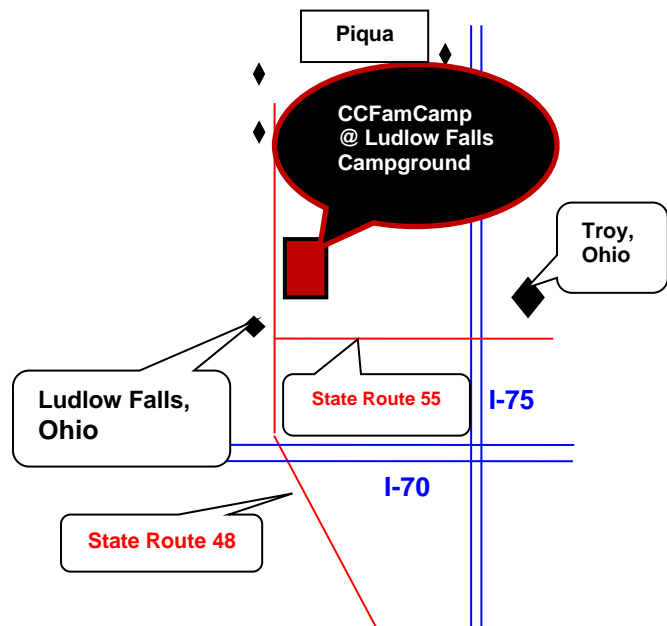 Piqua
CCFamCamp
@ Ludlow Falls
Campground
Troy,
Ohio
Ludlow Falls,
Ohio
State Route 55
I-75
I-70
State Route 48